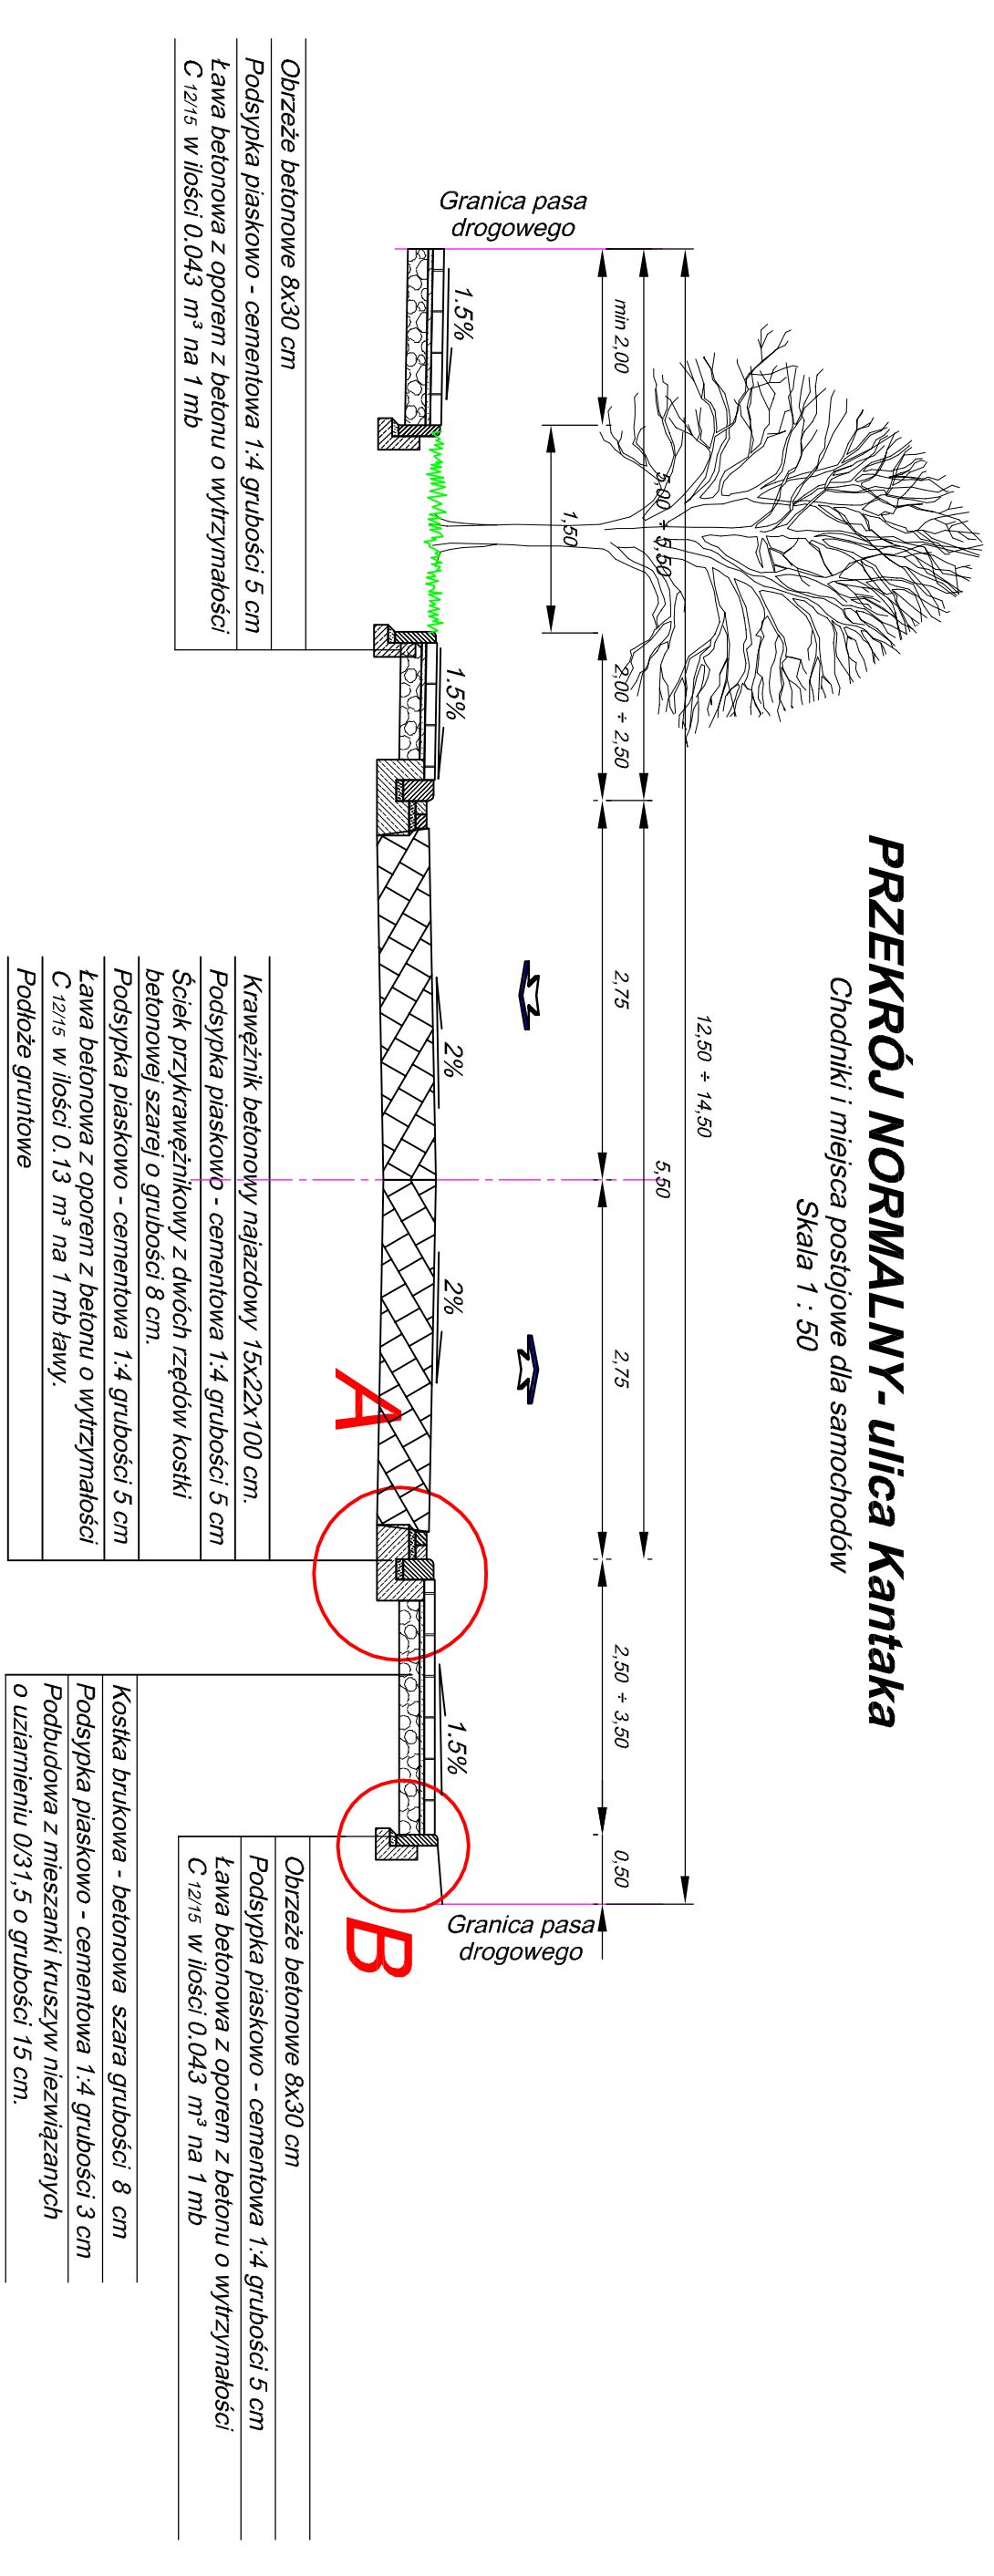 PRZEKRÓJ NORMALNY - ulica Kantaka
Chodniki i miejsca postojowe dla samochodów
Skala 1 : 50
12,50 ÷ 14,50
5,00 ÷ 5,50
5,50
min 2,00
2,00 ÷ 2,50
2,75
2,75
2,50 ÷ 3,50
0,50
1,50
Granica pasa
drogowego
Granica pasa
drogowego
1.5%
1.5%
2%
2%
1.5%
A
B
Obrzeże betonowe 8x30 cm
Podsypka piaskowo - cementowa 1:4 grubości 5 cm
Ława betonowa z oporem z betonu o wytrzymałości
C 12/15 w ilości 0.043 m³ na 1 mb
Krawężnik betonowy najazdowy 15x22x100 cm.
Podsypka piaskowo - cementowa 1:4 grubości 5 cm
Ściek przykrawężnikowy z dwóch rzędów kostki
betonowej szarej o grubości 8 cm.
Podsypka piaskowo - cementowa 1:4 grubości 5 cm
Ława betonowa z oporem z betonu o wytrzymałości
C 12/15 w ilości 0.13 m³ na 1 mb ławy.
Podłoże gruntowe
Obrzeże betonowe 8x30 cm
Podsypka piaskowo - cementowa 1:4 grubości 5 cm
Ława betonowa z oporem z betonu o wytrzymałości
C 12/15 w ilości 0.043 m³ na 1 mb
Kostka brukowa - betonowa szara grubości 8 cm
Podsypka piaskowo - cementowa 1:4 grubości 3 cm
Podbudowa z mieszanki kruszyw niezwiązanych
o uziarnieniu 0/31,5 o grubości 15 cm.